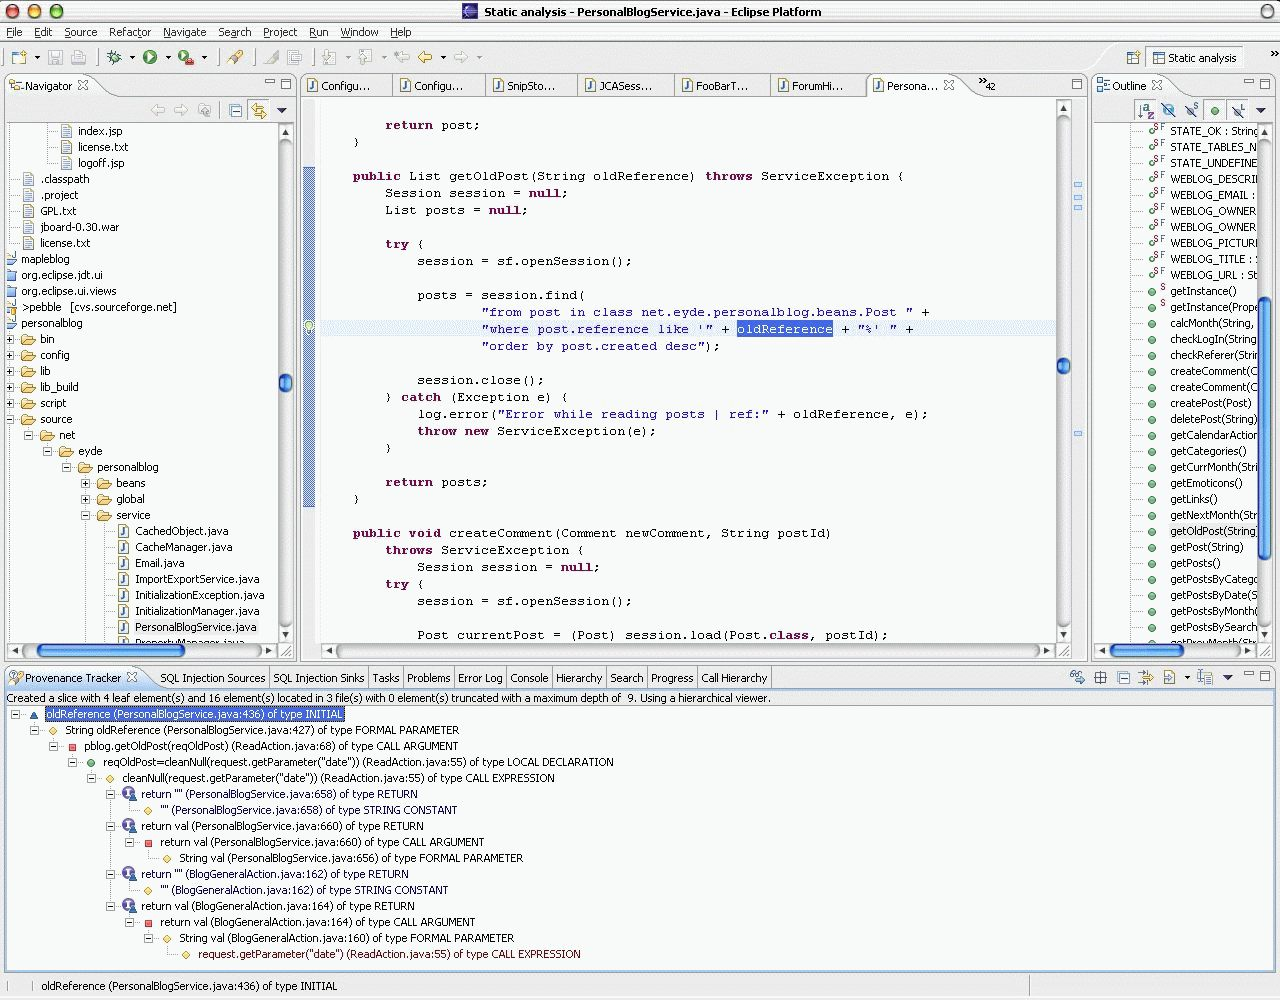 Static analysis - PersonalBlogService.java - Eclipse Platform
File Edit Source Refactor Navigate Search Project Run Window Help
Static analysis
Navigator
Configu...
Configu...
SnipSto...
JCASess...
FooBarT...
ForumHi...
Persona...
42
Outline
index.jsp
license.txt
logoff.jsp
.classpath
.project
GPL.txt
jboard-0.30.war
license.txt
mapleblog
org.eclipse.jdt.ui
org.eclipse.ui.views
>pebble [cvs.sourceforge.net]
personalblog
bin
config
lib
lib_build
script
source
net
eyde
personalblog
beans
global
service
CachedObject.java
CacheManager.java
Email.java
ImportExportService.java
InitializationException.java
InitializationManager.java
PersonalBlogService.java
PropertyManager.java
return post;
}
public List getOldPost(String oldReference) throws ServiceException {
Session session = null;
List posts = null;
try {
session = sf.openSession();
posts = session.find(
"from post in class net.eyde.personalblog.beans.Post " +
"where post.reference like '" + oldReference + "%' " +
"order by post.created desc");
session.close();
} catch (Exception e) {
log.error("Error while reading posts | ref:" + oldReference, e);
throw new ServiceException(e);
}
return posts;
}
public void createComment(Comment newComment, String postId)
throws ServiceException {
Session session = null;
try {
session = sf.openSession();
Post currentPost = (Post) session.load(Post.class, postId);
STATE_OK : String
STATE_TABLES_N
STATE_UNDEFINE
WEBLOG_DESCRI
WEBLOG_EMAIL :
WEBLOG_OWNER
WEBLOG_OWNER
WEBLOG_PICTUR
WEBLOG_TITLE : S
WEBLOG_URL : St
getInstance()
getInstance(Prope
calcMonth(String,
checkLogIn(String
checkReferer(Strin
createComment(C
createComment(C
createPost(Post)
deletePost(String)
getCalendarAction
getCategories()
getCurrMonth(Stri
getEmoticons()
getLinks()
getNextMonth(Str
getOldPost(String)
getPost(String)
getPosts()
getPostsByCatego
getPostsByDate(S
getPostsByMonth(
getPostsBySearch
getPrevMonth(Stri
Provenance Tracker
SQL Injection Sources
SQL Injection Sinks
Tasks
Problems
Error Log
Console
Hierarchy
Search
Progress
Call Hierarchy
Created a slice with 4 leaf element(s) and 16 element(s) located in 3 file(s) with 0 element(s) truncated with a maximum depth of 9. Using a hierarchical viewer.
oldReference (PersonalBlogService.java:436) of type INITIAL
String oldReference (PersonalBlogService.java:427) of type FORMAL PARAMETER
pblog.getOldPost(reqOldPost) (ReadAction.java:68) of type CALL ARGUMENT
reqOldPost=cleanNull(request.getParameter("date")) (ReadAction.java:55) of type LOCAL DECLARATION
cleanNull(request.getParameter("date")) (ReadAction.java:55) of type CALL EXPRESSION
return "" (PersonalBlogService.java:658) of type RETURN
"" (PersonalBlogService.java:658) of type STRING CONSTANT
return val (PersonalBlogService.java:660) of type RETURN
return val (PersonalBlogService.java:660) of type CALL ARGUMENT
String val (PersonalBlogService.java:656) of type FORMAL PARAMETER
return "" (BlogGeneralAction.java:162) of type RETURN
"" (BlogGeneralAction.java:162) of type STRING CONSTANT
return val (BlogGeneralAction.java:164) of type RETURN
return val (BlogGeneralAction.java:164) of type CALL ARGUMENT
String val (BlogGeneralAction.java:160) of type FORMAL PARAMETER
request.getParameter("date") (ReadAction.java:55) of type CALL EXPRESSION
oldReference (PersonalBlogService.java:436) of type INITIAL